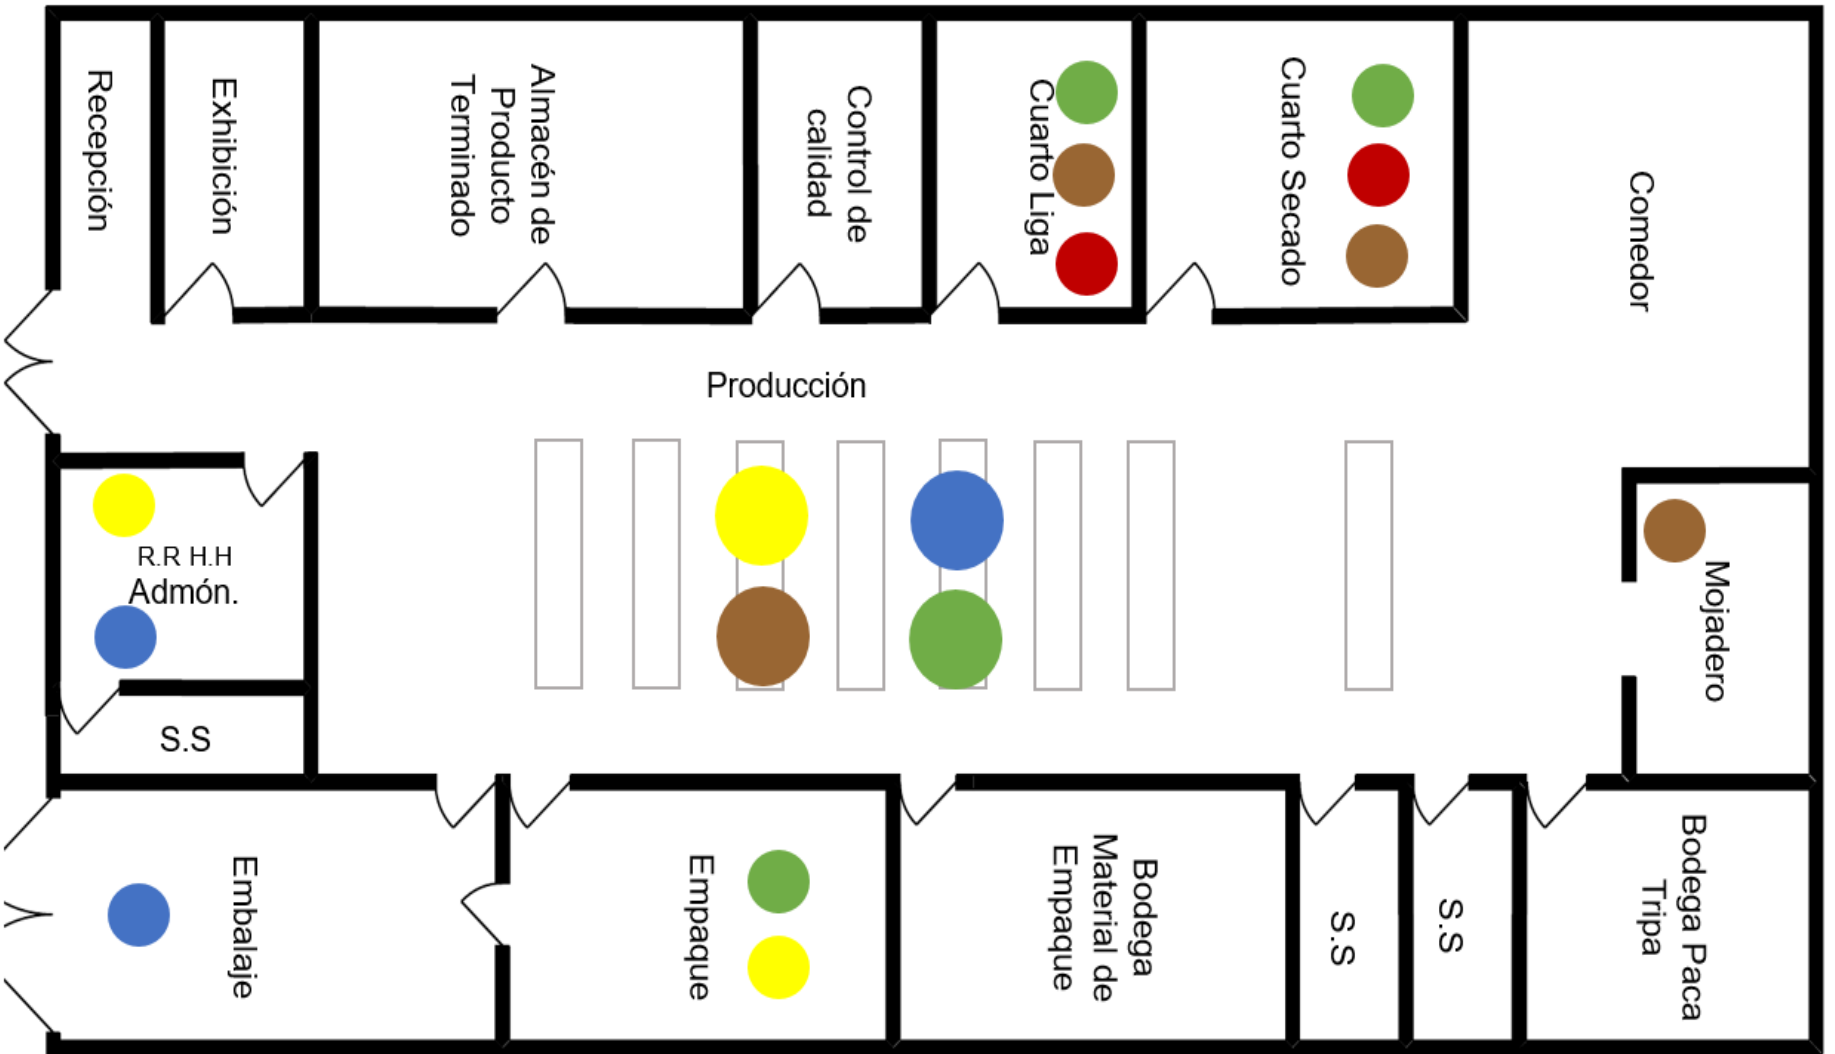 Recepción
Exhibición
Almacén de
Producto
Terminado
Control de
calidad
Cuarto Liga
Cuarto Secado
Comedor
Producción
R.R H.H
Admón.
S.S
Mojadero
Embalaje
Empaque
Bodega
Material de
Empaque
S.S
S.S
Bodega Paca
Tripa